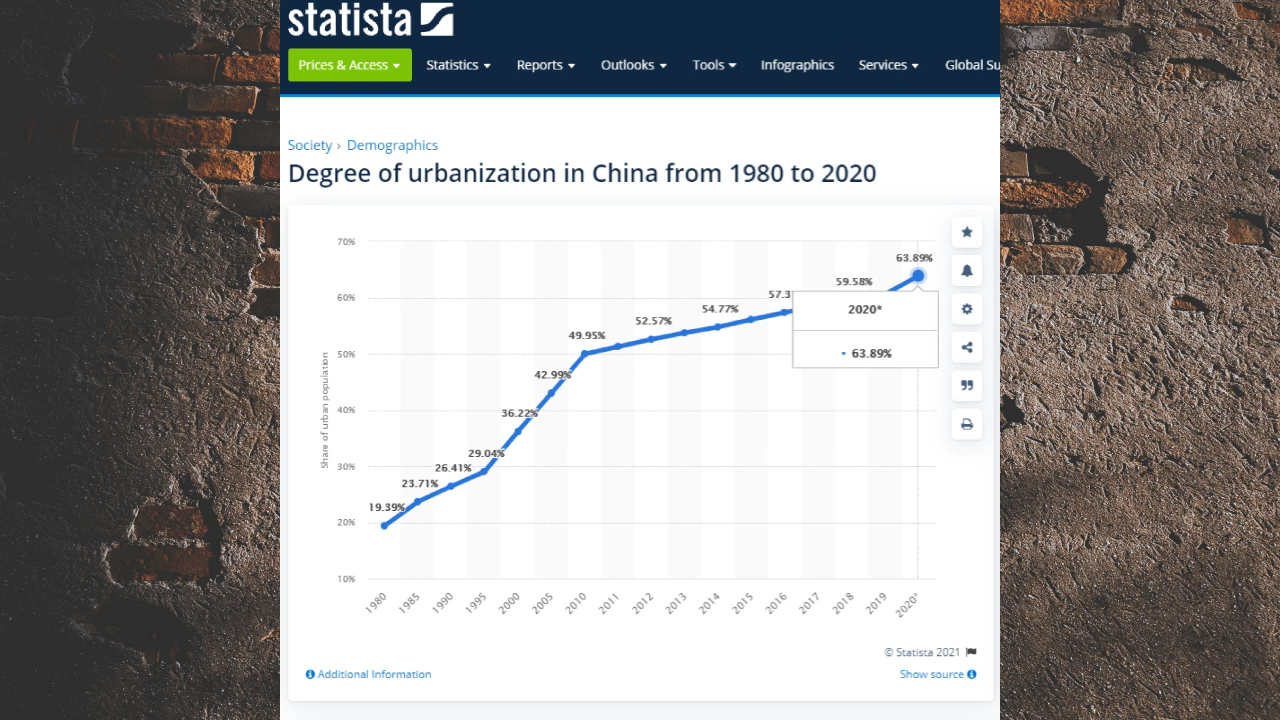 statista
Prices & Access Statistics Reports Outlooks Tools Infographics Services Global Su
Society › Demographics
Degree of urbanization in China from 1980 to 2020
Share of urban population
70%
60%
50%
40%
30%
20%
10%
19.39%
23.71%
26.41%
29.04%
36.22%
42.99%
49.95%
52.57%
54.77%
57.3
59.58%
63.89%
2020*
63.89%
1980 1985 1990 1995 2000 2005 2010 2011 2012 2013 2014 2015 2016 2017 2018 2019 2020*
© Statista 2021
Additional Information Show source